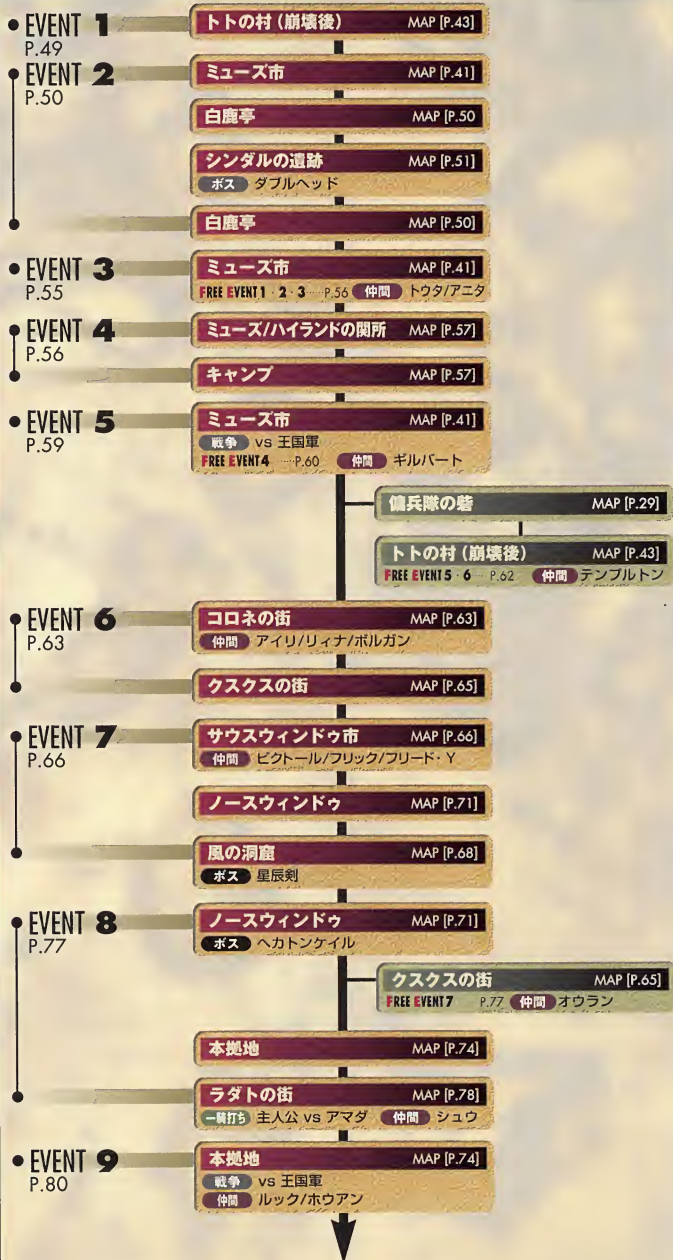 EVENT 1
P.49
トトの村（崩壊後） MAP [P.43]
EVENT 2
P.50
ミューズ市 MAP [P.41]
白鹿亭 MAP [P.50
シンダルの遺跡 MAP [P.51]
ボス ダブルヘッド
白鹿亭 MAP [P.50]
EVENT 3
P.55
ミューズ市 MAP [P.41]
FREE EVENT 1・2・3 ……P.56 仲間 トウタ/アニタ
EVENT 4
P.56
ミューズ/ハイランドの関所 MAP [P.57]
キャンプ MAP [P.57]
EVENT 5
P.59
ミューズ市 MAP [P.41]
戦争 vs 王国軍
FREE EVENT4 ……P.60 仲間 ギルバート
傭兵隊の砦 MAP [P.29]
トトの村（崩壊後） MAP [P.43]
FREE EVENT5・6 … P.62 仲間 テンプルトン
EVENT 6
P.63
コロネの街 MAP [P.63]
仲間 アイリ/リィナ/ボルガン
クスクスの街 MAP [P.65]
EVENT 7
P.66
サウスウィンドゥ市 MAP [P.66]
仲間 ビクトール/フリック/フリード・Y
ノースウィンドゥ MAP [P.71]
風の洞窟 MAP [P.68]
ボス 星辰剣
EVENT 8
P.77
ノースウィンドゥ MAP [P.71]
ボス ヘカトンケイル
クスクスの街 MAP [P.65]
FREE EVENT7 P.77 仲間 オウラン
本拠地 MAP [P.74]
ラダトの街 MAP [P.78]
一騎打ち 主人公 vs アマダ 仲間 シュウ
EVENT 9
P.80
本拠地 MAP [P.74]
戦争 vs 王国軍
仲間 ルック/ホウアン